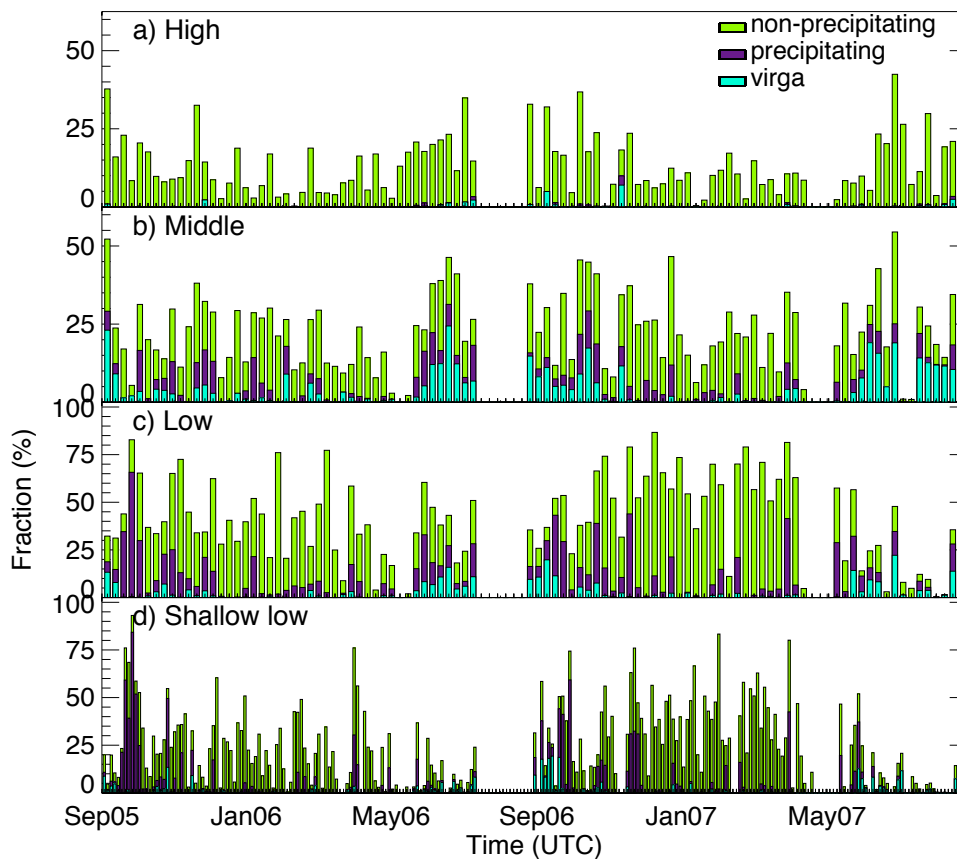 a) High
non-precipitating
precipitating
virga
50
25
0
b) Middle
50
25
0
c) Low
100
75
50
25
0
d) Shallow low
100
75
50
25
0
Fraction (%)
Sep05 Jan06 May06 Sep06 Jan07 May07
Time (UTC)